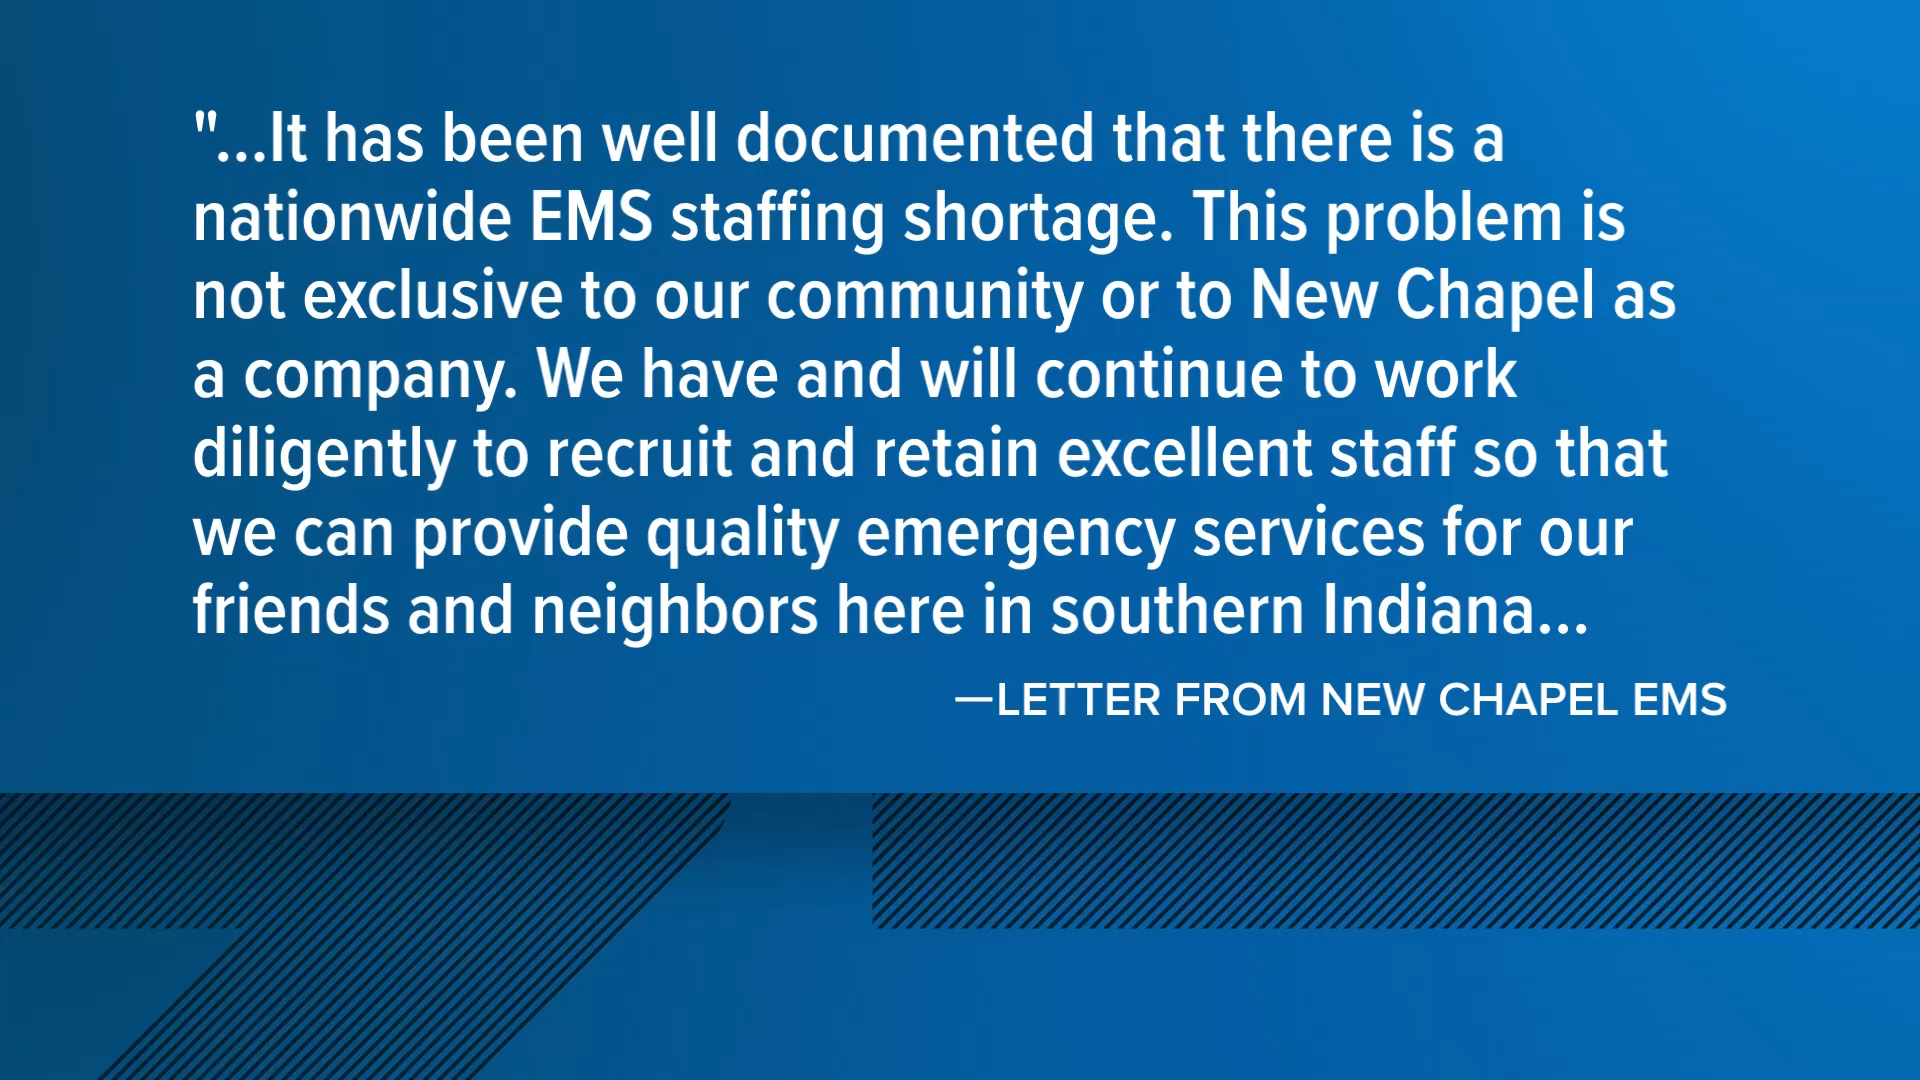 "...It has been well documented that there is a
nationwide EMS staffing shortage. This problem is
not exclusive to our community or to New Chapel as
a company. We have and will continue to work
diligently to recruit and retain excellent staff so that
we can provide quality emergency services for our
friends and neighbors here in southern Indiana...
—LETTER FROM NEW CHAPEL EMS